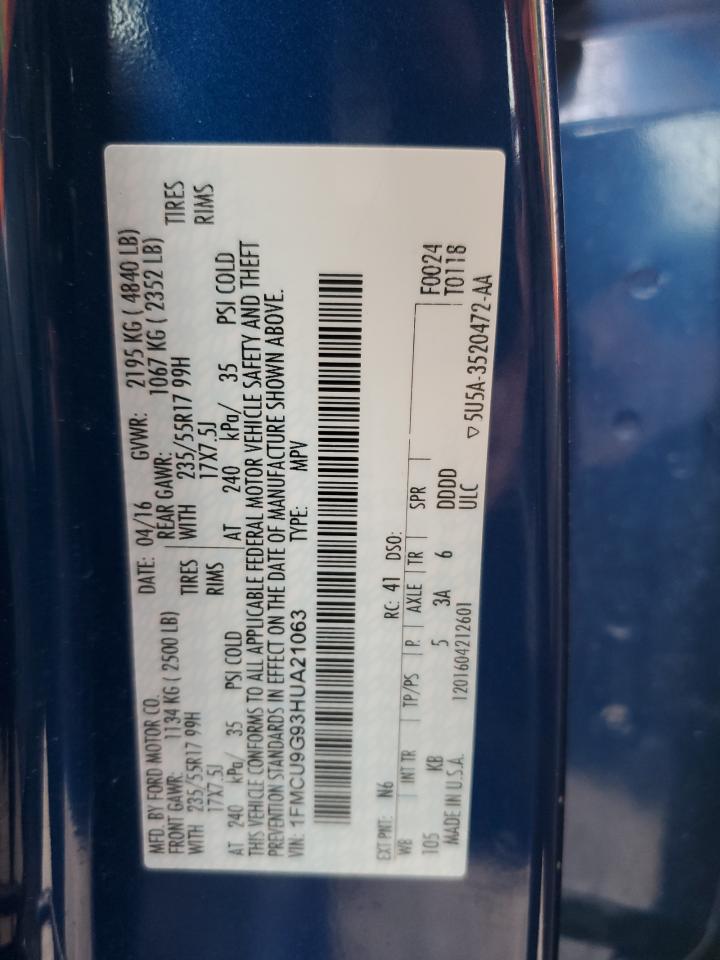 MFD. BY FORD MOTOR CO.
DATE: 04/16 GVWR: 2195 KG ( 4840 LB)
FRONT GAWR: 1134 KG ( 2500 LB) REAR GAWR: 1067 KG ( 2352 LB)
WITH 235/55R17 99H TIRES WITH 235/55R17 99H TIRES
17X7.5J RIMS 17X7.5J RIMS
AT 240 kPa/ 35 PSI COLD AT 240 kPa/ 35 PSI COLD
THIS VEHICLE CONFORMS TO ALL APPLICABLE FEDERAL MOTOR VEHICLE SAFETY AND THEFT
PREVENTION STANDARDS IN EFFECT ON THE DATE OF MANUFACTURE SHOWN ABOVE.
VIN: 1FMCU9G93HUA21063 TYPE: MPV
EXT PNT: N6 RC: 41 DSO:
WB INT TR TP/PS R AXLE TR SPR F0024
105 KB 5 3A 6 DDDD T0118
MADE IN U.S.A. 1201604212601 ULC ▽5U5A-3520472-AA